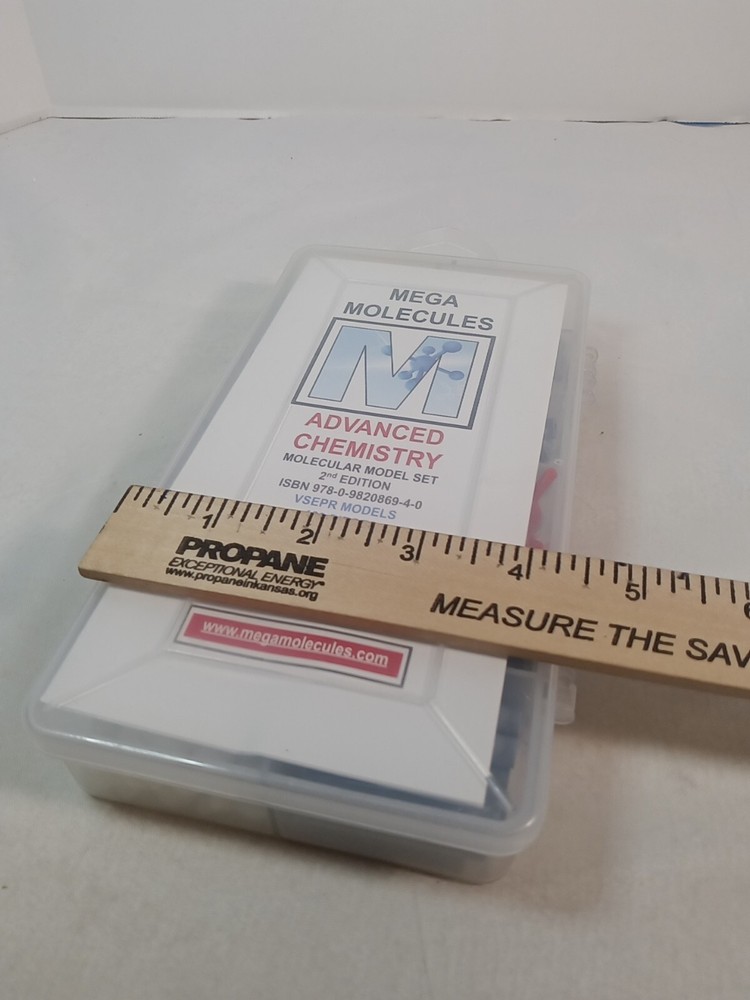 MEGA
MOLECULES
M
ADVANCED
CHEMISTRY
MOLECULAR MODEL SET
2nd EDITION
ISBN 978-0-9820869-4-0
VSEPR MODELS
1 2 3 4 5 6
PROPANE
EXCEPTIONAL ENERGY®
www.propaneinkansas.org
MEASURE THE SAV
www.megamolecules.com